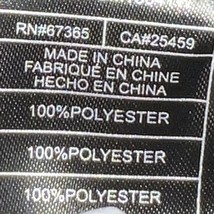 RN#67365 CA#25459
MADE IN CHINA
FABRIQUÉ EN CHINE
HECHO EN CHINA
100%POLYESTER
100%POLYESTER
100%POLYESTER